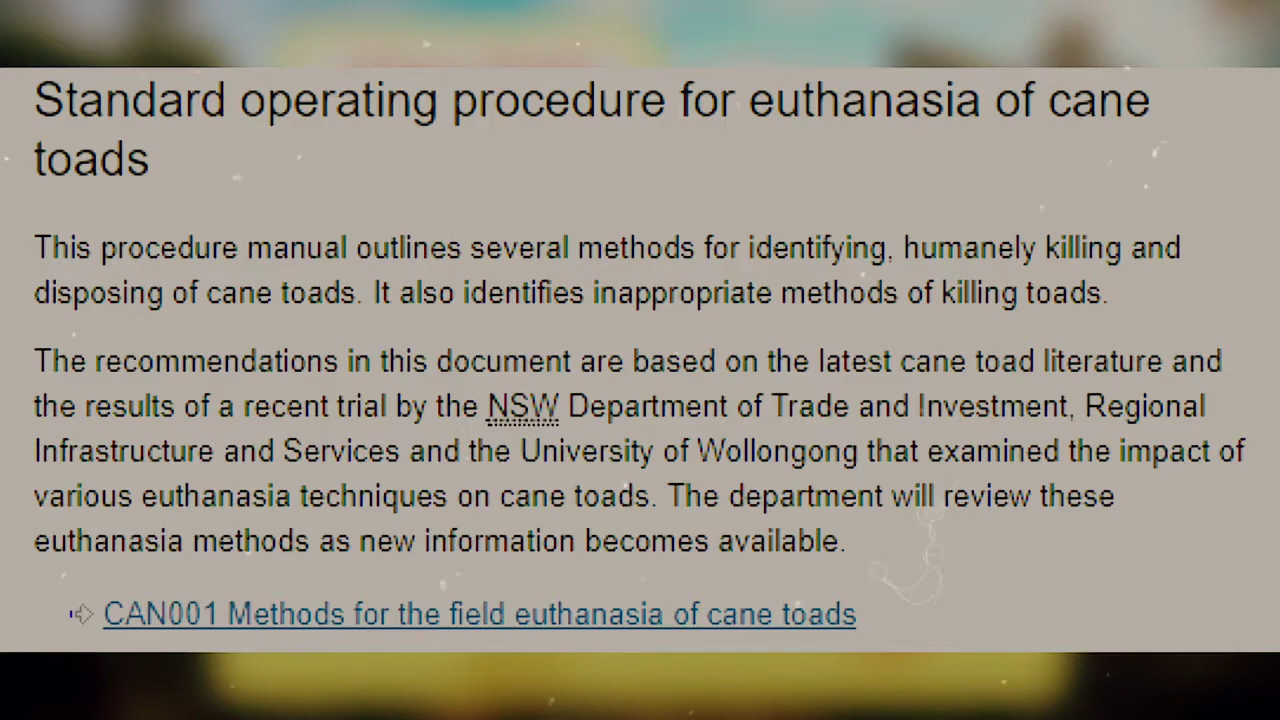 Standard operating procedure for euthanasia of cane
toads
This procedure manual outlines several methods for identifying, humanely killing and
disposing of cane toads. It also identifies inappropriate methods of killing toads.
The recommendations in this document are based on the latest cane toad literature and
the results of a recent trial by the NSW Department of Trade and Investment, Regional
Infrastructure and Services and the University of Wollongong that examined the impact of
various euthanasia techniques on cane toads. The department will review these
euthanasia methods as new information becomes available.
CAN001 Methods for the field euthanasia of cane toads